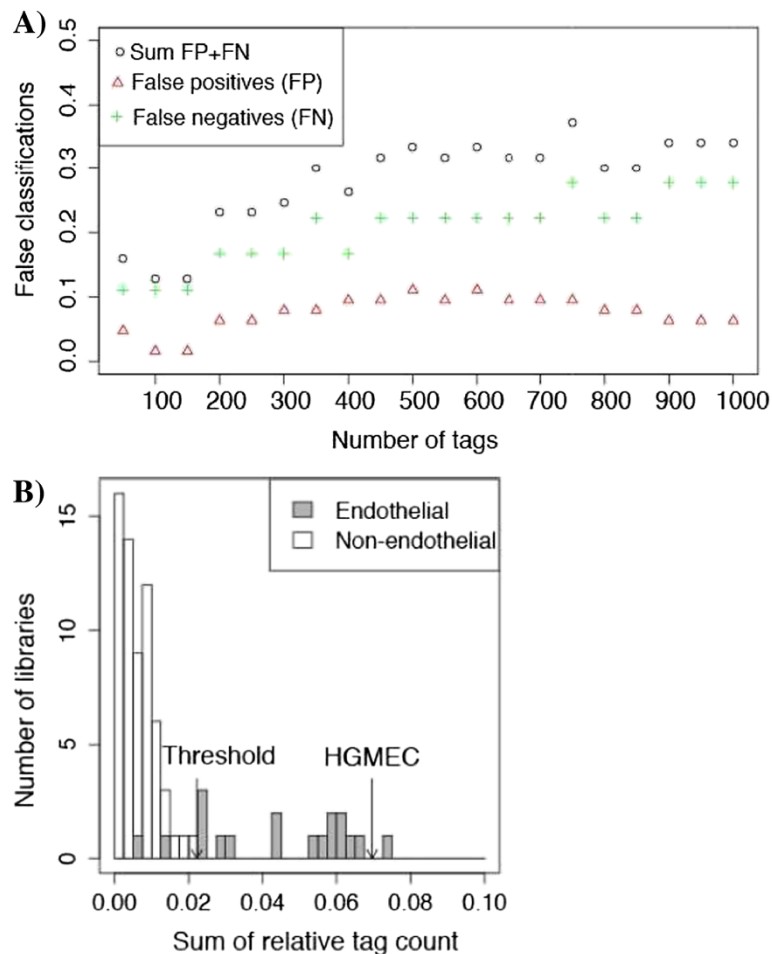 A)
Sum FP+FN
False positives (FP)
False negatives (FN)
False classifications
0.0 0.1 0.2 0.3 0.4 0.5
100 200 300 400 500 600 700 800 900 1000
Number of tags
B)
Endothelial
Non-endothelial
Number of libraries
0 5 10 15
Threshold
HGMEC
0.00 0.02 0.04 0.06 0.08 0.10
Sum of relative tag count